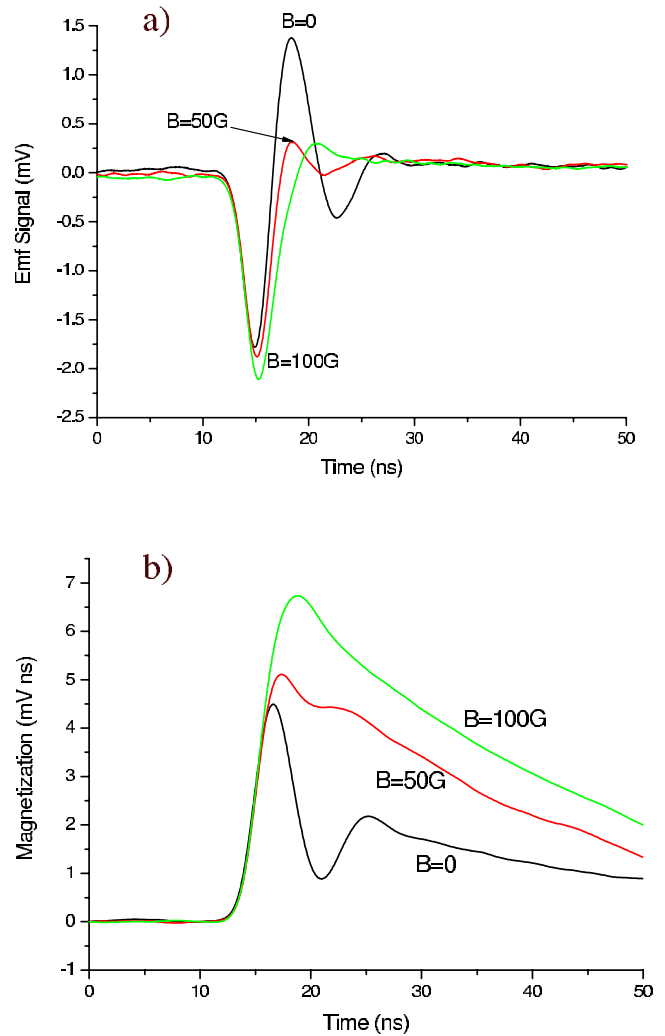 a)
B=0
B=50G
B=100G
1.5
1.0
0.5
0.0
-0.5
-1.0
-1.5
-2.0
-2.5
Emf Signal (mV)
0
10
20
30
40
50
Time (ns)
b)
B=100G
B=50G
B=0
7
6
5
4
3
2
1
0
-1
Magnetization (mV ns)
0
10
20
30
40
50
Time (ns)